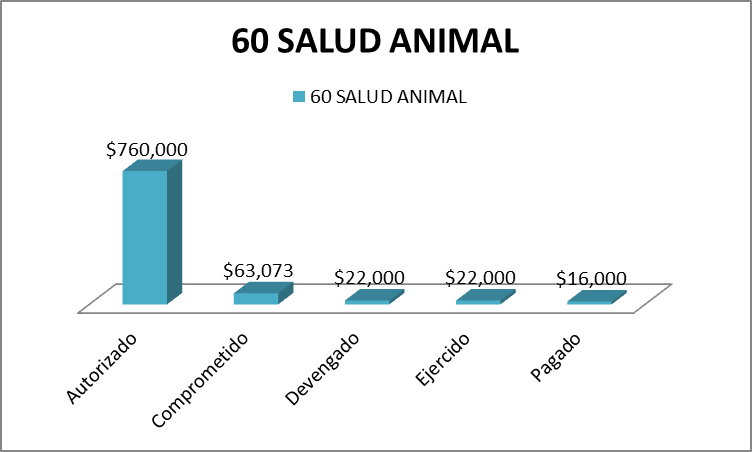 60 SALUD ANIMAL
60 SALUD ANIMAL
$760,000
$63,073
$22,000
$22,000
$16,000
Autorizado
Comprometido
Devengado
Ejercido
Pagado